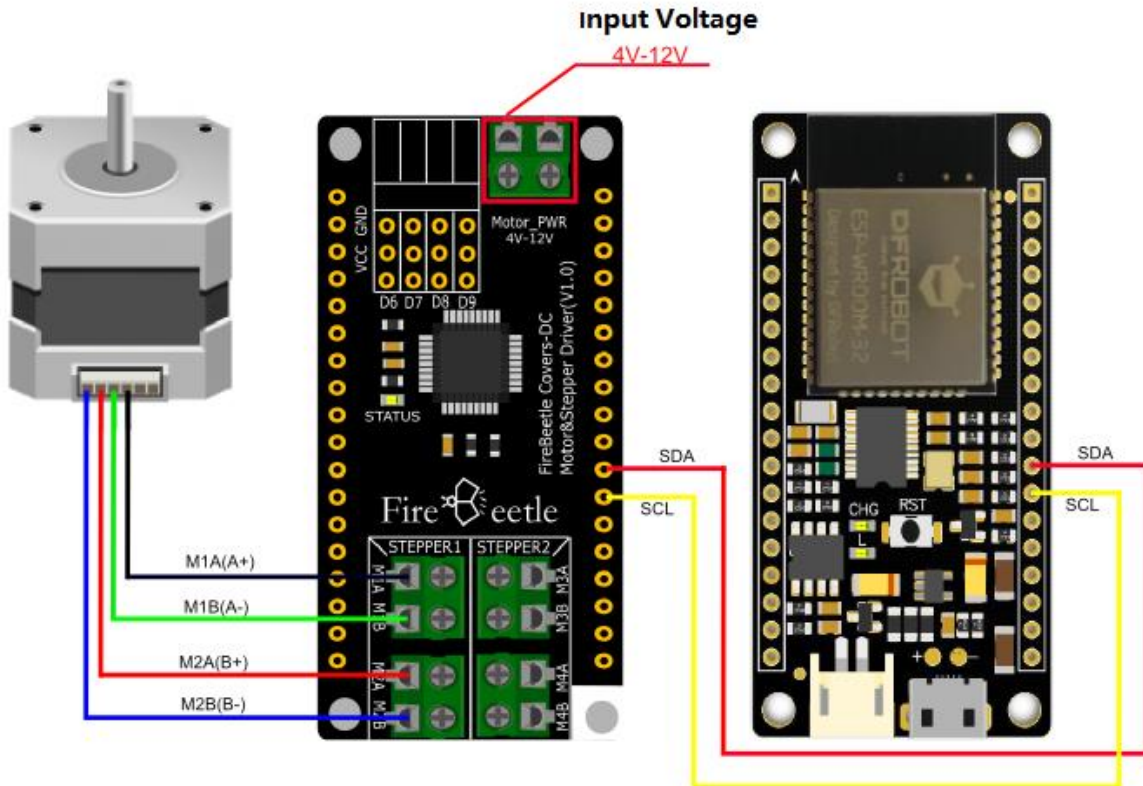 Input Voltage
4V-12V
Motor_PWR
4V-12V
GND
VCC
D6 D7 D8 D9
STATUS
FireBeetle Covers-DC
Motor&Stepper Driver(V1.0)
Fire eetle
STEPPER1 STEPPER2
M1A
M1B
M2A
M2B
M3A
M3B
M4A
M4B
M1A(A+)
M1B(A-)
M2A(B+)
M2B(B-)
SDA
SCL
DFROBOT
ESP-WROOM-32
Designed by DFRobot
CHG
RST
L
+ -
SDA
SCL